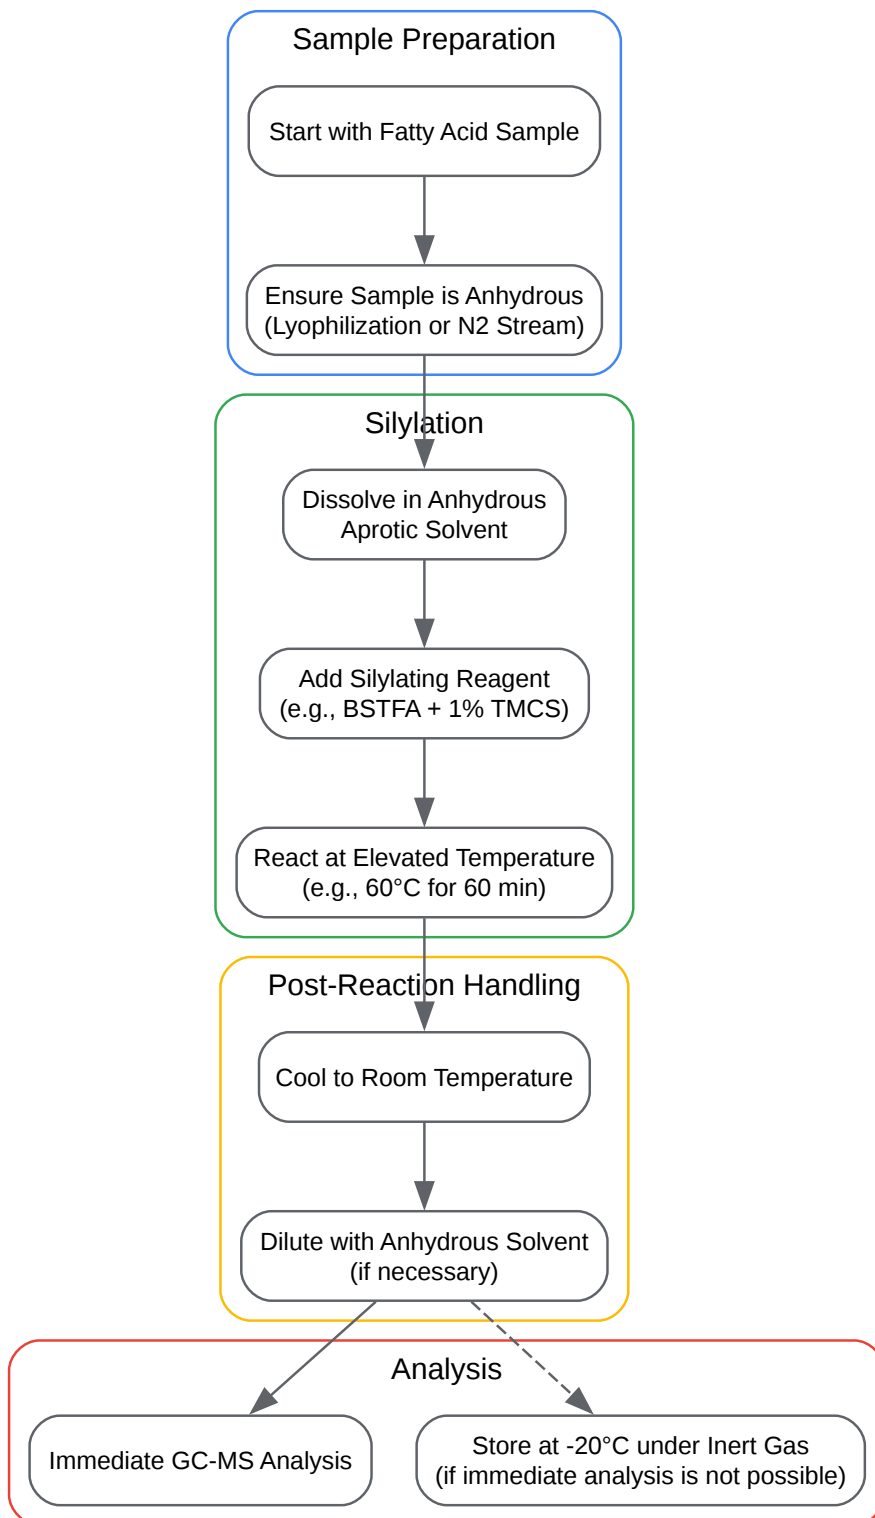 Sample Preparation
Start with Fatty Acid Sample
Ensure Sample is Anhydrous
(Lyophilization or N2 Stream)
Silylation
Dissolve in Anhydrous
Aprotic Solvent
Add Silylating Reagent
(e.g., BSTFA + 1% TMCS)
React at Elevated Temperature
(e.g., 60°C for 60 min)
Post-Reaction Handling
Cool to Room Temperature
Dilute with Anhydrous Solvent
(if necessary)
Analysis
Immediate GC-MS Analysis
Store at -20°C under Inert Gas
(if immediate analysis is not possible)